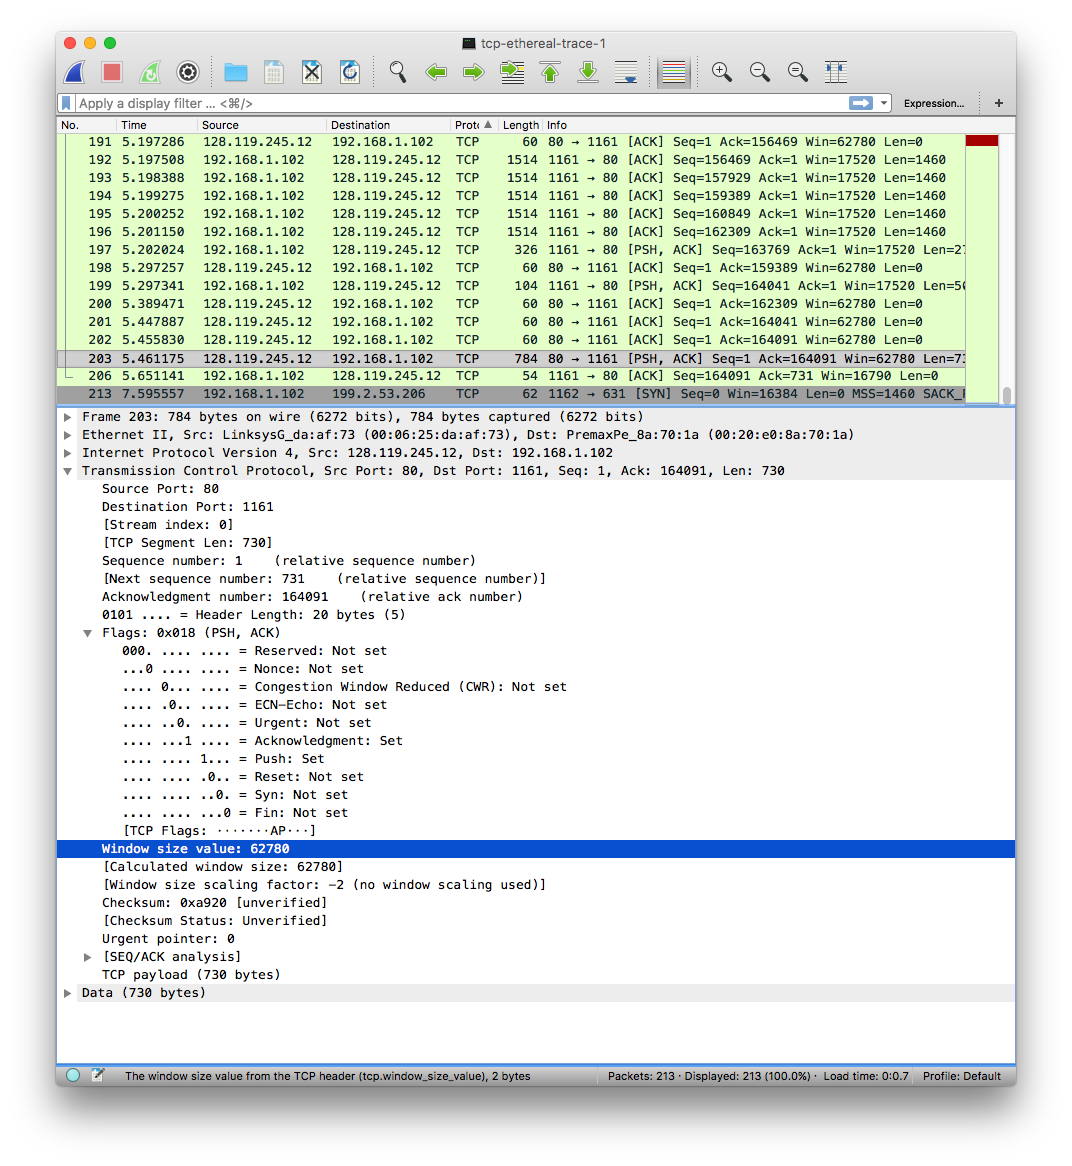 tcp-ethereal-trace-1
Apply a display filter ... <⌘/>
Expression...
+
No. Time Source Destination Proto Length Info
191 5.197286 128.119.245.12 192.168.1.102 TCP 60 80 → 1161 [ACK] Seq=1 Ack=156469 Win=62780 Len=0
192 5.197508 192.168.1.102 128.119.245.12 TCP 1514 1161 → 80 [ACK] Seq=156469 Ack=1 Win=17520 Len=1460
193 5.198388 192.168.1.102 128.119.245.12 TCP 1514 1161 → 80 [ACK] Seq=157929 Ack=1 Win=17520 Len=1460
194 5.199275 192.168.1.102 128.119.245.12 TCP 1514 1161 → 80 [ACK] Seq=159389 Ack=1 Win=17520 Len=1460
195 5.200252 192.168.1.102 128.119.245.12 TCP 1514 1161 → 80 [ACK] Seq=160849 Ack=1 Win=17520 Len=1460
196 5.201150 192.168.1.102 128.119.245.12 TCP 1514 1161 → 80 [ACK] Seq=162309 Ack=1 Win=17520 Len=1460
197 5.202024 192.168.1.102 128.119.245.12 TCP 326 1161 → 80 [PSH, ACK] Seq=163769 Ack=1 Win=17520 Len=27
198 5.297257 128.119.245.12 192.168.1.102 TCP 60 80 → 1161 [ACK] Seq=1 Ack=159389 Win=62780 Len=0
199 5.297341 192.168.1.102 128.119.245.12 TCP 104 1161 → 80 [PSH, ACK] Seq=164041 Ack=1 Win=17520 Len=50
200 5.389471 128.119.245.12 192.168.1.102 TCP 60 80 → 1161 [ACK] Seq=1 Ack=162309 Win=62780 Len=0
201 5.447887 128.119.245.12 192.168.1.102 TCP 60 80 → 1161 [ACK] Seq=1 Ack=164041 Win=62780 Len=0
202 5.455830 128.119.245.12 192.168.1.102 TCP 60 80 → 1161 [ACK] Seq=1 Ack=164091 Win=62780 Len=0
203 5.461175 128.119.245.12 192.168.1.102 TCP 784 80 → 1161 [PSH, ACK] Seq=1 Ack=164091 Win=62780 Len=73
206 5.651141 192.168.1.102 128.119.245.12 TCP 54 1161 → 80 [ACK] Seq=164091 Ack=731 Win=16790 Len=0
213 7.595557 192.168.1.102 199.2.53.206 TCP 62 1162 → 631 [SYN] Seq=0 Win=16384 Len=0 MSS=1460 SACK_
Frame 203: 784 bytes on wire (6272 bits), 784 bytes captured (6272 bits)
Ethernet II, Src: LinksysG_da:af:73 (00:06:25:da:af:73), Dst: PremaxPe_8a:70:1a (00:20:e0:8a:70:1a)
Internet Protocol Version 4, Src: 128.119.245.12, Dst: 192.168.1.102
Transmission Control Protocol, Src Port: 80, Dst Port: 1161, Seq: 1, Ack: 164091, Len: 730
Source Port: 80
Destination Port: 1161
[Stream index: 0]
[TCP Segment Len: 730]
Sequence number: 1 (relative sequence number)
[Next sequence number: 731 (relative sequence number)]
Acknowledgment number: 164091 (relative ack number)
0101 .... = Header Length: 20 bytes (5)
Flags: 0x018 (PSH, ACK)
000. .... .... = Reserved: Not set
...0 .... .... = Nonce: Not set
.... 0... .... = Congestion Window Reduced (CWR): Not set
.... .0.. .... = ECN-Echo: Not set
.... ..0. .... = Urgent: Not set
.... ...1 .... = Acknowledgment: Set
.... .... 1... = Push: Set
.... .... .0.. = Reset: Not set
.... .... ..0. = Syn: Not set
.... .... ...0 = Fin: Not set
[TCP Flags: ·······AP···]
Window size value: 62780
[Calculated window size: 62780]
[Window size scaling factor: -2 (no window scaling used)]
Checksum: 0xa920 [unverified]
[Checksum Status: Unverified]
Urgent pointer: 0
[SEQ/ACK analysis]
TCP payload (730 bytes)
Data (730 bytes)
The window size value from the TCP header (tcp.window_size_value), 2 bytes
Packets: 213 · Displayed: 213 (100.0%) · Load time: 0:0.7
Profile: Default